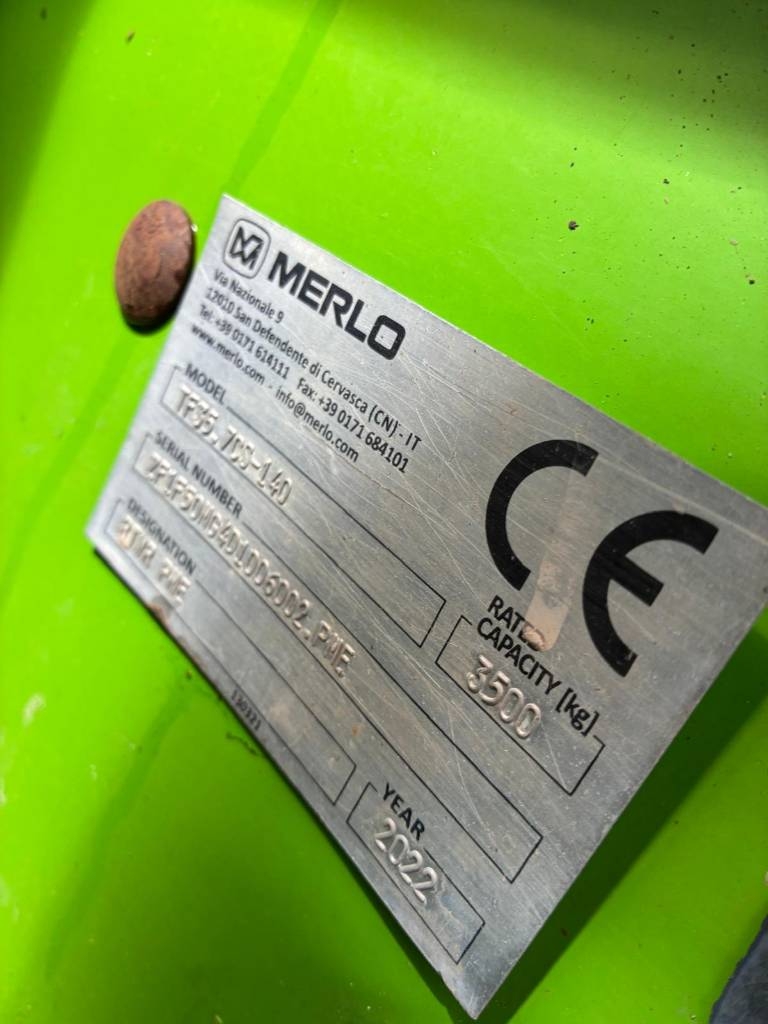 MERLO
Via Nazionale 9
12010 San Defendente di Cervasca (CN) - IT
Tel: +39 0171 614111 Fax: +39 0171 684101
www.merlo.com - info@merlo.com
MODEL
TF35.7CS-140
SERIAL NUMBER
DESIGNATION
PWE
130321
CE
RATED
CAPACITY [kg]
3500
YEAR
2022